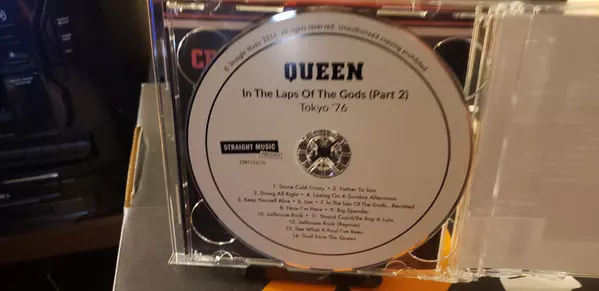 © Straight Music 2024. All rights reserved. Unauthorised copying prohibited.
QUEEN
In The Laps Of The Gods (Part 2)
Tokyo '76
STRAIGHT MUSIC
PRESENTS
1. Stone Cold Crazy • 2. Father To Son
3. Doing All Right • 4. Lazing On A Sunday Afternoon
5. Keep Yourself Alive • 6. Liar • 7. In The Lap Of The Gods...Revisited
8. Now I'm Here • 9. Big Spender
10. Jailhouse Rock • 11. Stupid Cupid/Be Bop A Lula
12. Jailhouse Rock (Reprise)
13. See What A Fool I've Been
14. God Save The Queen